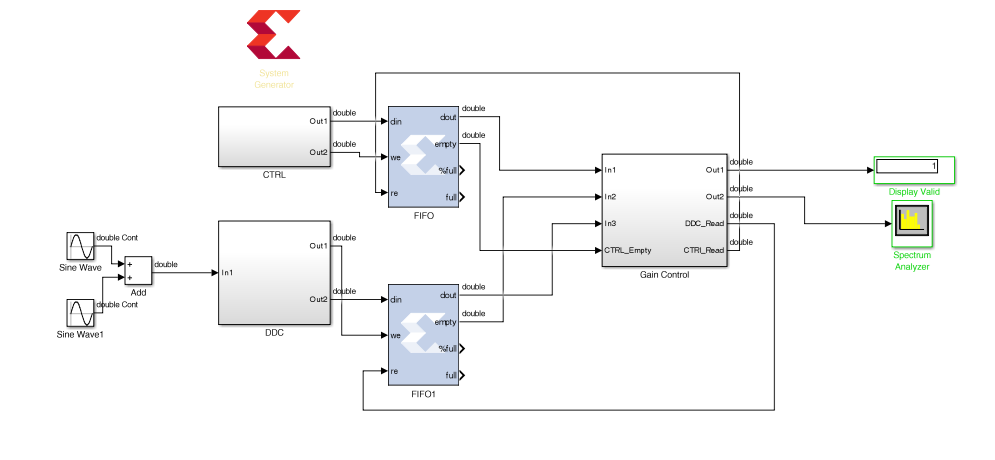 System
Generator
Out1
Out2
CTRL
double
double
din
we
re
dout
empty
%full
full
FIFO
double
double
In1
In2
In3
CTRL_Empty
Out1
Out2
DDC_Read
CTRl_Read
Gain Control
double
double
double
double
1
Display Valid
Spectrum
Analyzer
double Cont
Sine Wave
double Cont
Sine Wave1
+
+
Add
double
In1
Out1
Out2
DDC
double
double
din
we
re
dout
empty
%full
full
FIFO1
double
double